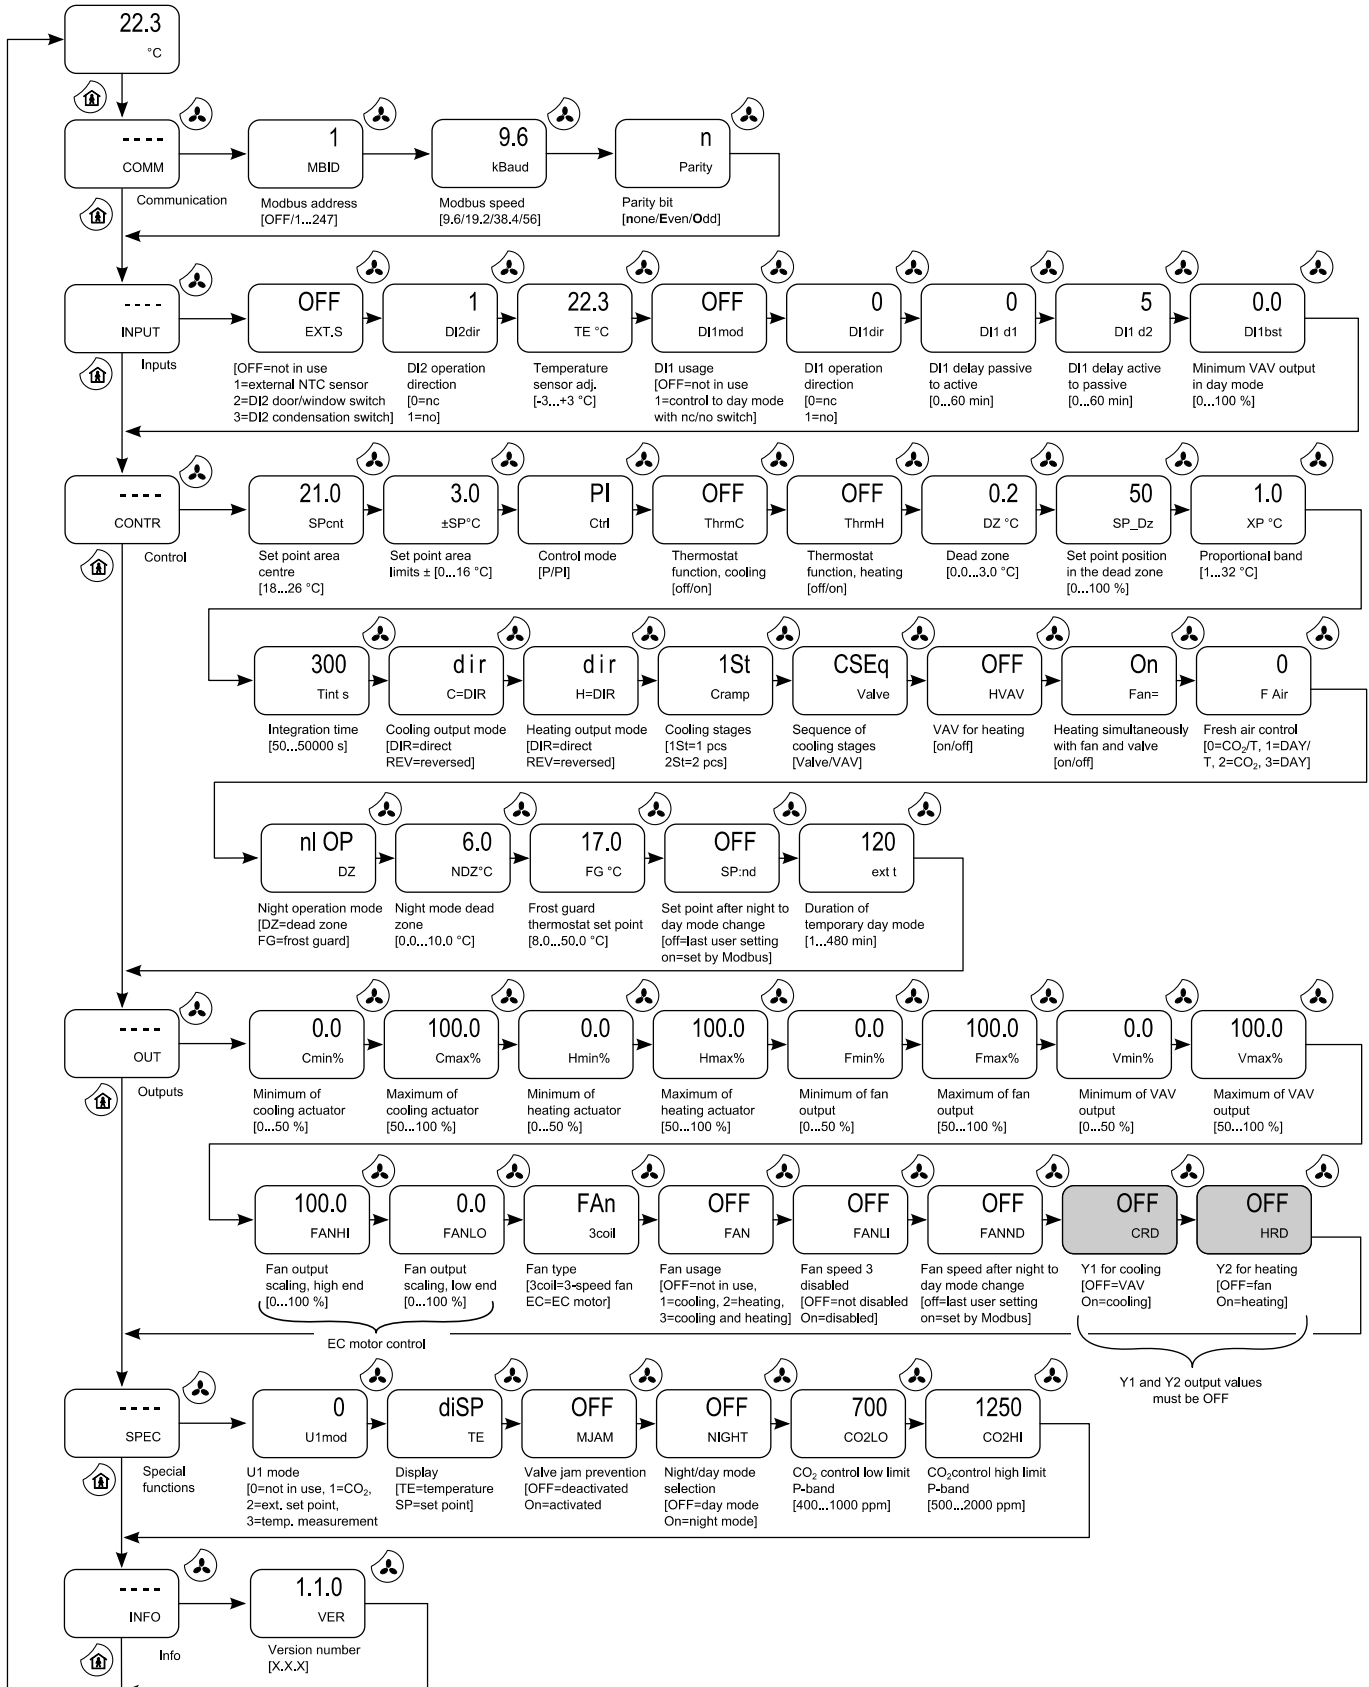 22.3
°C
- - - -
COMM
Communication
1
MBID
Modbus address
[OFF/1...247]
9.6
kBaud
Modbus speed
[9.6/19.2/38.4/56]
n
Parity
Parity bit
[none/Even/Odd]
- - - -
INPUT
Inputs
OFF
EXT.S
[OFF=not in use
1=external NTC sensor
2=DI2 door/window switch
3=DI2 condensation switch]
1
DI2dir
DI2 operation
direction
[0=nc
1=no]
22.3
TE °C
Temperature
sensor adj.
[-3...+3 °C]
OFF
DI1mod
DI1 usage
[OFF=not in use
1=control to day mode
with nc/no switch]
0
DI1dir
DI1 operation
direction
[0=nc
1=no]
0
DI1 d1
DI1 delay passive
to active
[0...60 min]
5
DI1 d2
DI1 delay active
to passive
[0...60 min]
0.0
DI1bst
Minimum VAV output
in day mode
[0...100 %]
- - - -
CONTR
Control
21.0
SPcnt
Set point area
centre
[18...26 °C]
3.0
±SP°C
Set point area
limits ± [0...16 °C]
PI
Ctrl
Control mode
[P/PI]
OFF
ThrmC
Thermostat
function, cooling
[off/on]
OFF
ThrmH
Thermostat
function, heating
[off/on]
0.2
DZ °C
Dead zone
[0.0...3.0 °C]
50
SP_Dz
Set point position
in the dead zone
[0...100 %]
1.0
XP °C
Proportional band
[1...32 °C]
300
Tint s
Integration time
[50...50000 s]
dir
C=DIR
Cooling output mode
[DIR=direct
REV=reversed]
dir
H=DIR
Heating output mode
[DIR=direct
REV=reversed]
1St
Cramp
Cooling stages
[1St=1 pcs
2St=2 pcs]
CSEq
Valve
Sequence of
cooling stages
[Valve/VAV]
OFF
HVAV
VAV for heating
[on/off]
On
Fan=
Heating simultaneously
with fan and valve
[on/off]
0
F Air
Fresh air control
[0=CO₂/T, 1=DAY/
T, 2=CO₂, 3=DAY]
nI OP
DZ
Night operation mode
[DZ=dead zone
FG=frost guard]
6.0
NDZ°C
Night mode dead
zone
[0.0...10.0 °C]
17.0
FG °C
Frost guard
thermostat set point
[8.0...50.0 °C]
OFF
SP:nd
Set point after night to
day mode change
[off=last user setting
on=set by Modbus]
120
ext t
Duration of
temporary day mode
[1...480 min]
- - - -
OUT
Outputs
0.0
Cmin%
Minimum of
cooling actuator
[0...50 %]
100.0
Cmax%
Maximum of
cooling actuator
[50...100 %]
0.0
Hmin%
Minimum of
heating actuator
[0...50 %]
100.0
Hmax%
Maximum of
heating actuator
[50...100 %]
0.0
Fmin%
Minimum of fan
output
[0...50 %]
100.0
Fmax%
Maximum of fan
output
[50...100 %]
0.0
Vmin%
Minimum of VAV
output
[0...50 %]
100.0
Vmax%
Maximum of VAV
output
[50...100 %]
100.0
FANHI
Fan output
scaling, high end
[0...100 %]
0.0
FANLO
Fan output
scaling, low end
[0...100 %]
EC motor control
FAn
3coil
Fan type
[3coil=3-speed fan
EC=EC motor]
OFF
FAN
Fan usage
[OFF=not in use,
1=cooling, 2=heating,
3=cooling and heating]
OFF
FANLI
Fan speed 3
disabled
[OFF=not disabled
On=disabled]
OFF
FANND
Fan speed after night to
day mode change
[off=last user setting
on=set by Modbus]
OFF
CRD
Y1 for cooling
[OFF=VAV
On=cooling]
OFF
HRD
Y2 for heating
[OFF=fan
On=heating]
Y1 and Y2 output values
must be OFF
- - - -
SPEC
Special
functions
0
U1mod
U1 mode
[0=not in use, 1=CO₂,
2=ext. set point,
3=temp. measurement
diSP
TE
Display
[TE=temperature
SP=set point]
OFF
MJAM
Valve jam prevention
[OFF=deactivated
On=activated
OFF
NIGHT
Night/day mode
selection
[OFF=day mode
On=night mode]
700
CO2LO
CO₂ control low limit
P-band
[400...1000 ppm]
1250
CO2HI
CO₂control high limit
P-band
[500...2000 ppm]
- - - -
INFO
Info
1.1.0
VER
Version number
[X.X.X]